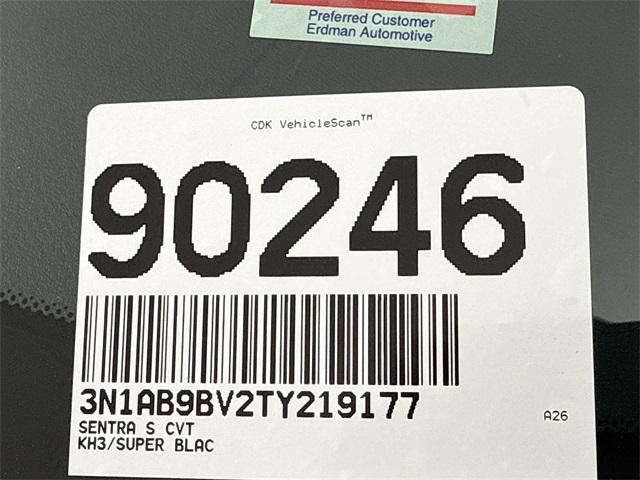 Preferred Customer
Erdman Automotive
CDK VehicleScan™
90246
3N1AB9BV2TY219177
A26
SENTRA S CVT
KH3/SUPER BLAC